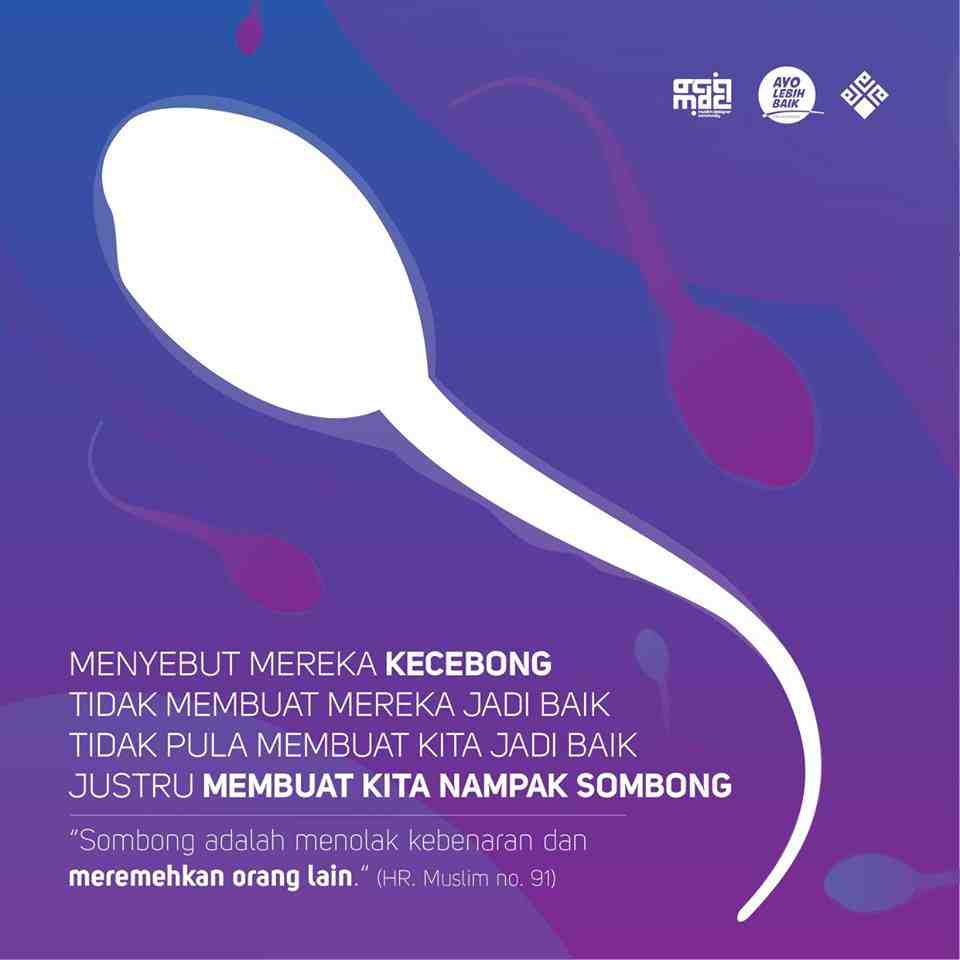 AYO
LEBIH
BAIK
MENYEBUT MEREKA KECEBONG
TIDAK MEMBUAT MEREKA JADI BAIK
TIDAK PULA MEMBUAT KITA JADI BAIK
JUSTRU MEMBUAT KITA NAMPAK SOMBONG
"Sombong adalah menolak kebenaran dan
meremehkan orang lain." (HR. Muslim no. 91)